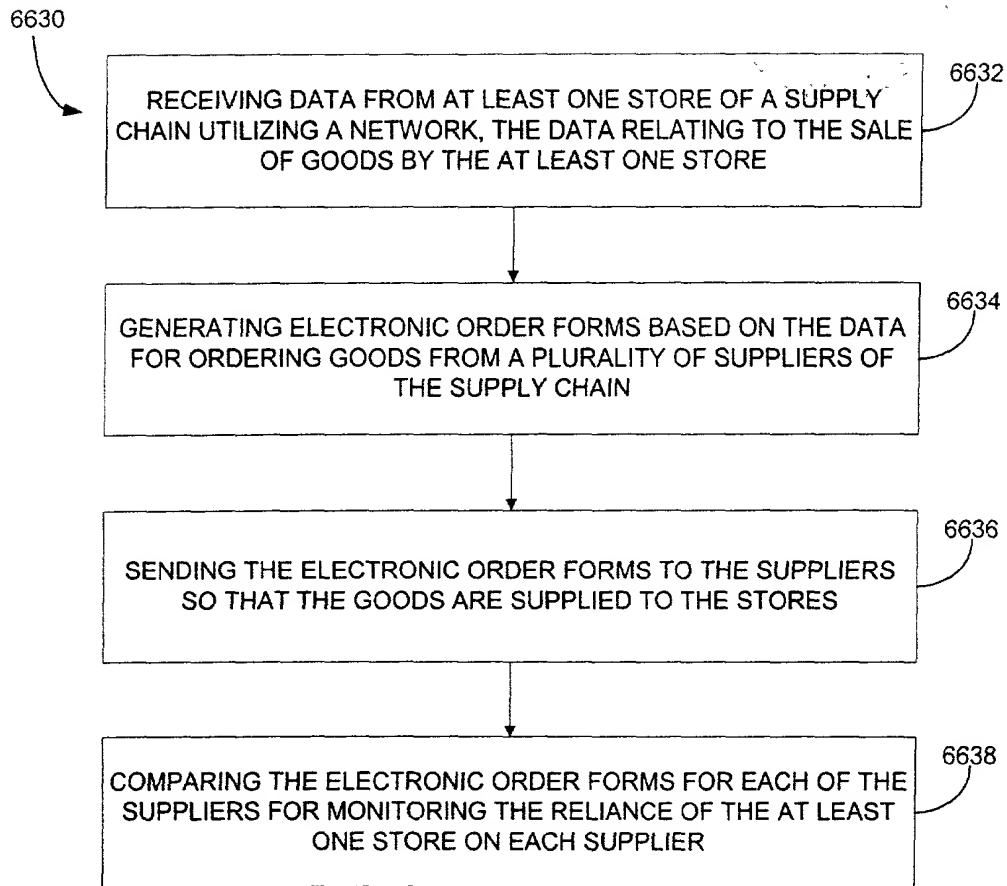 6630
6632
RECEIVING DATA FROM AT LEAST ONE STORE OF A SUPPLY
CHAIN UTILIZING A NETWORK, THE DATA RELATING TO THE SALE
OF GOODS BY THE AT LEAST ONE STORE
6634
GENERATING ELECTRONIC ORDER FORMS BASED ON THE DATA
FOR ORDERING GOODS FROM A PLURALITY OF SUPPLIERS OF
THE SUPPLY CHAIN
6636
SENDING THE ELECTRONIC ORDER FORMS TO THE SUPPLIERS
SO THAT THE GOODS ARE SUPPLIED TO THE STORES
6638
COMPARING THE ELECTRONIC ORDER FORMS FOR EACH OF THE
SUPPLIERS FOR MONITORING THE RELIANCE OF THE AT LEAST
ONE STORE ON EACH SUPPLIER